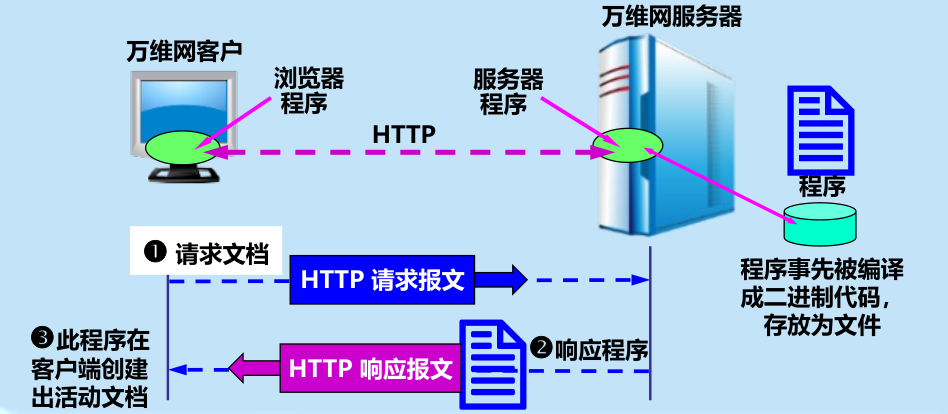 万维网服务器
万维网客户
浏览器
程序
服务器
程序
HTTP
程序
❶ 请求文档
HTTP 请求报文
程序事先被编译
成二进制代码，
存放为文件
❸此程序在
客户端创建
出活动文档
HTTP 响应报文
❷响应程序